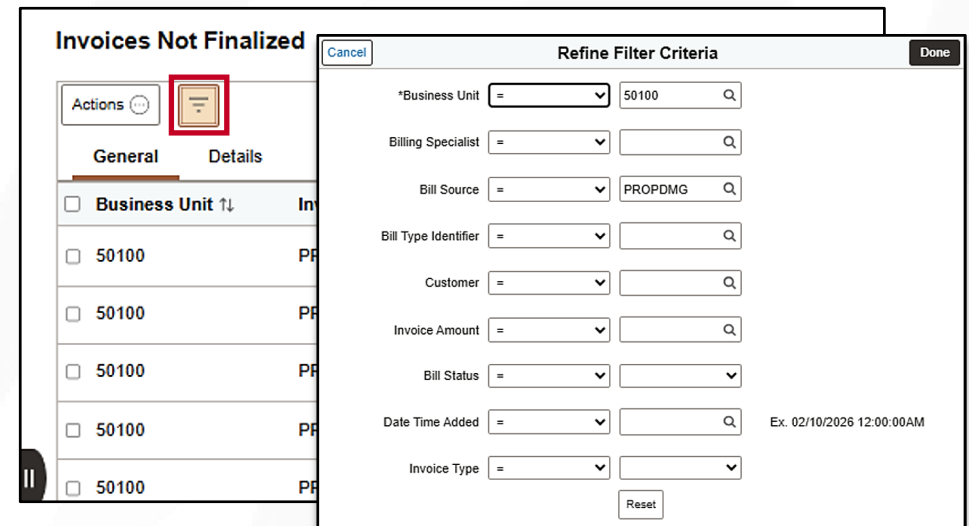 Invoices Not Finalized
Actions
General Details
Business Unit
50100
50100
50100
50100
50100
Cancel Refine Filter Criteria Done
*Business Unit = 50100
Billing Specialist =
Bill Source = PROPDMG
Bill Type Identifier =
Customer =
Invoice Amount =
Bill Status =
Date Time Added = Ex. 02/10/2026 12:00:00AM
Invoice Type =
Reset